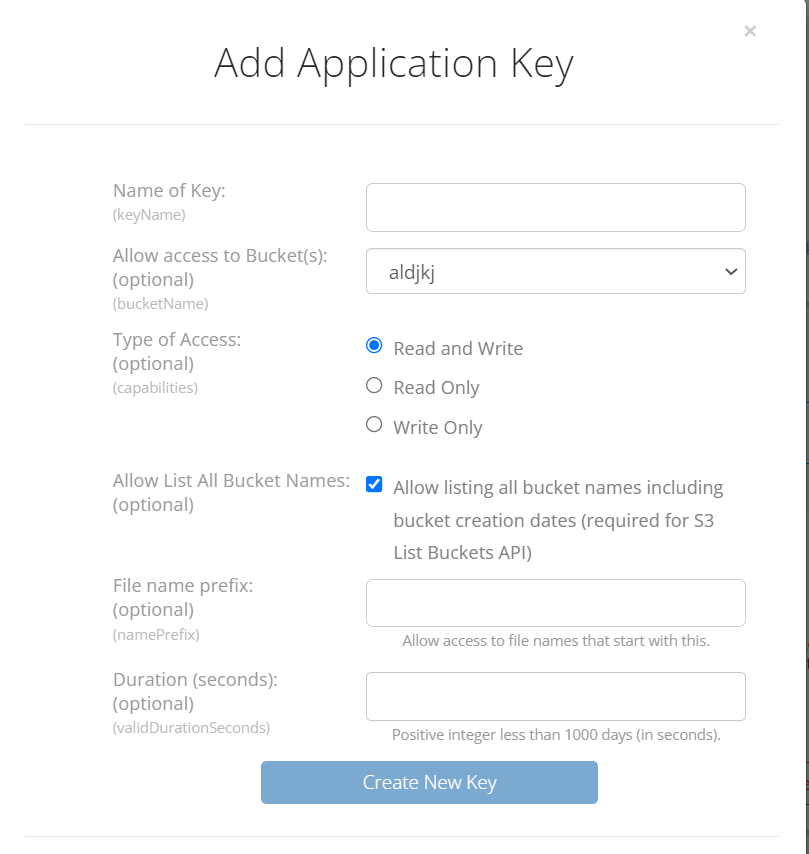 ×
Add Application Key
Name of Key:
(keyName)
Allow access to Bucket(s):
(optional)
(bucketName)
aldjkj
Type of Access:
(optional)
(capabilities)
Read and Write
Read Only
Write Only
Allow List All Bucket Names:
(optional)
Allow listing all bucket names including
bucket creation dates (required for S3
List Buckets API)
File name prefix:
(optional)
(namePrefix)
Allow access to file names that start with this.
Duration (seconds):
(optional)
(validDurationSeconds)
Positive integer less than 1000 days (in seconds).
Create New Key